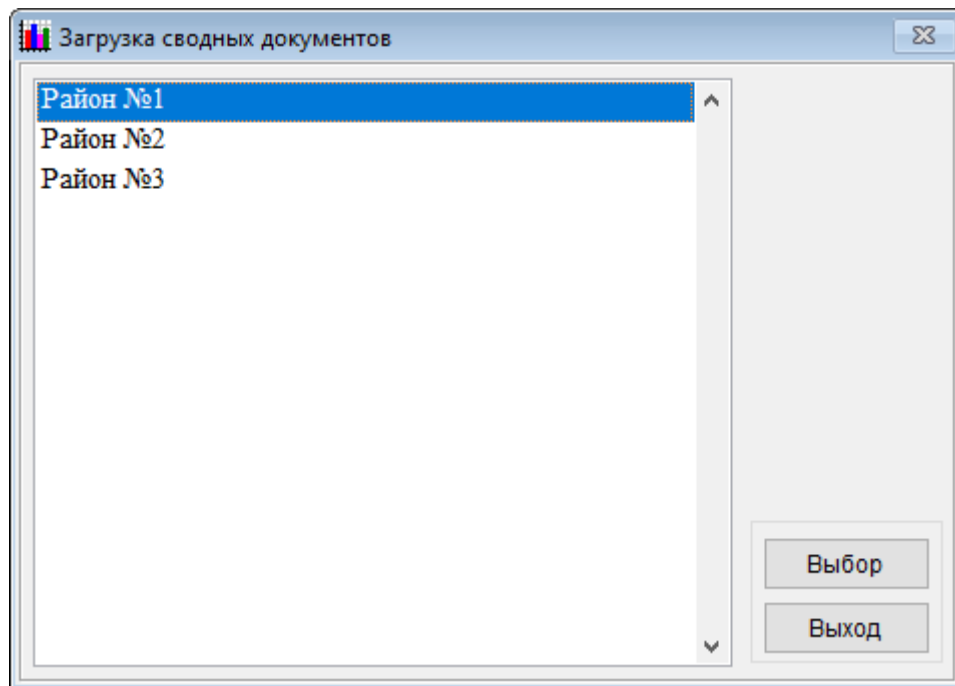 Загрузка сводных документов
Район №1
Район №2
Район №3
Выбор
Выход